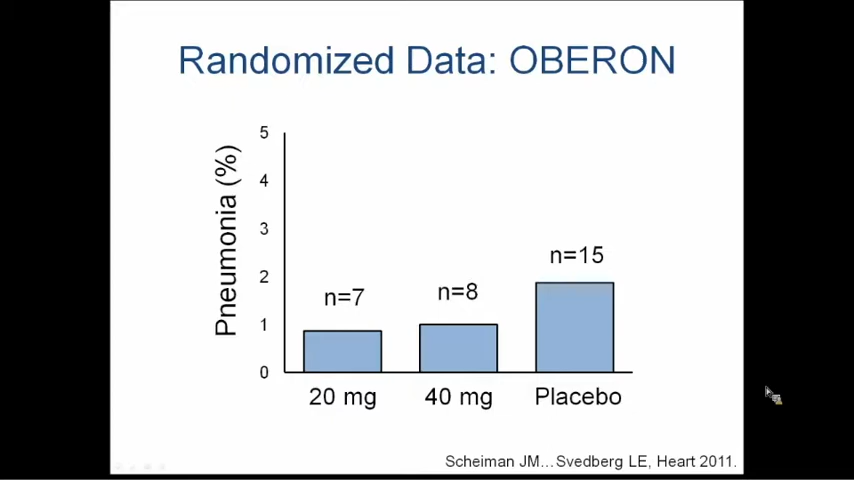 Randomized Data: OBERON
Pneumonia (%)
5
4
3
2
1
0
n=7
n=8
n=15
20 mg
40 mg
Placebo
Scheiman JM...Svedberg LE, Heart 2011.